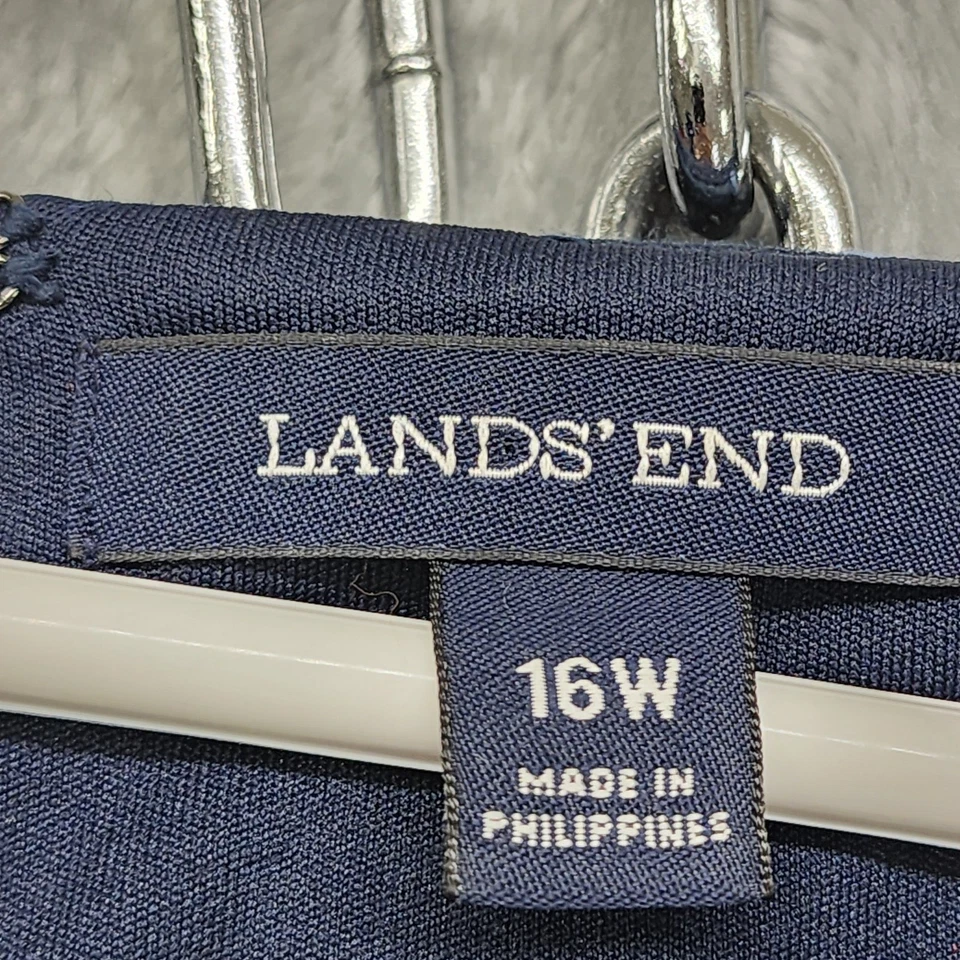 LANDS' END
16W
MADE IN
PHILIPPINES